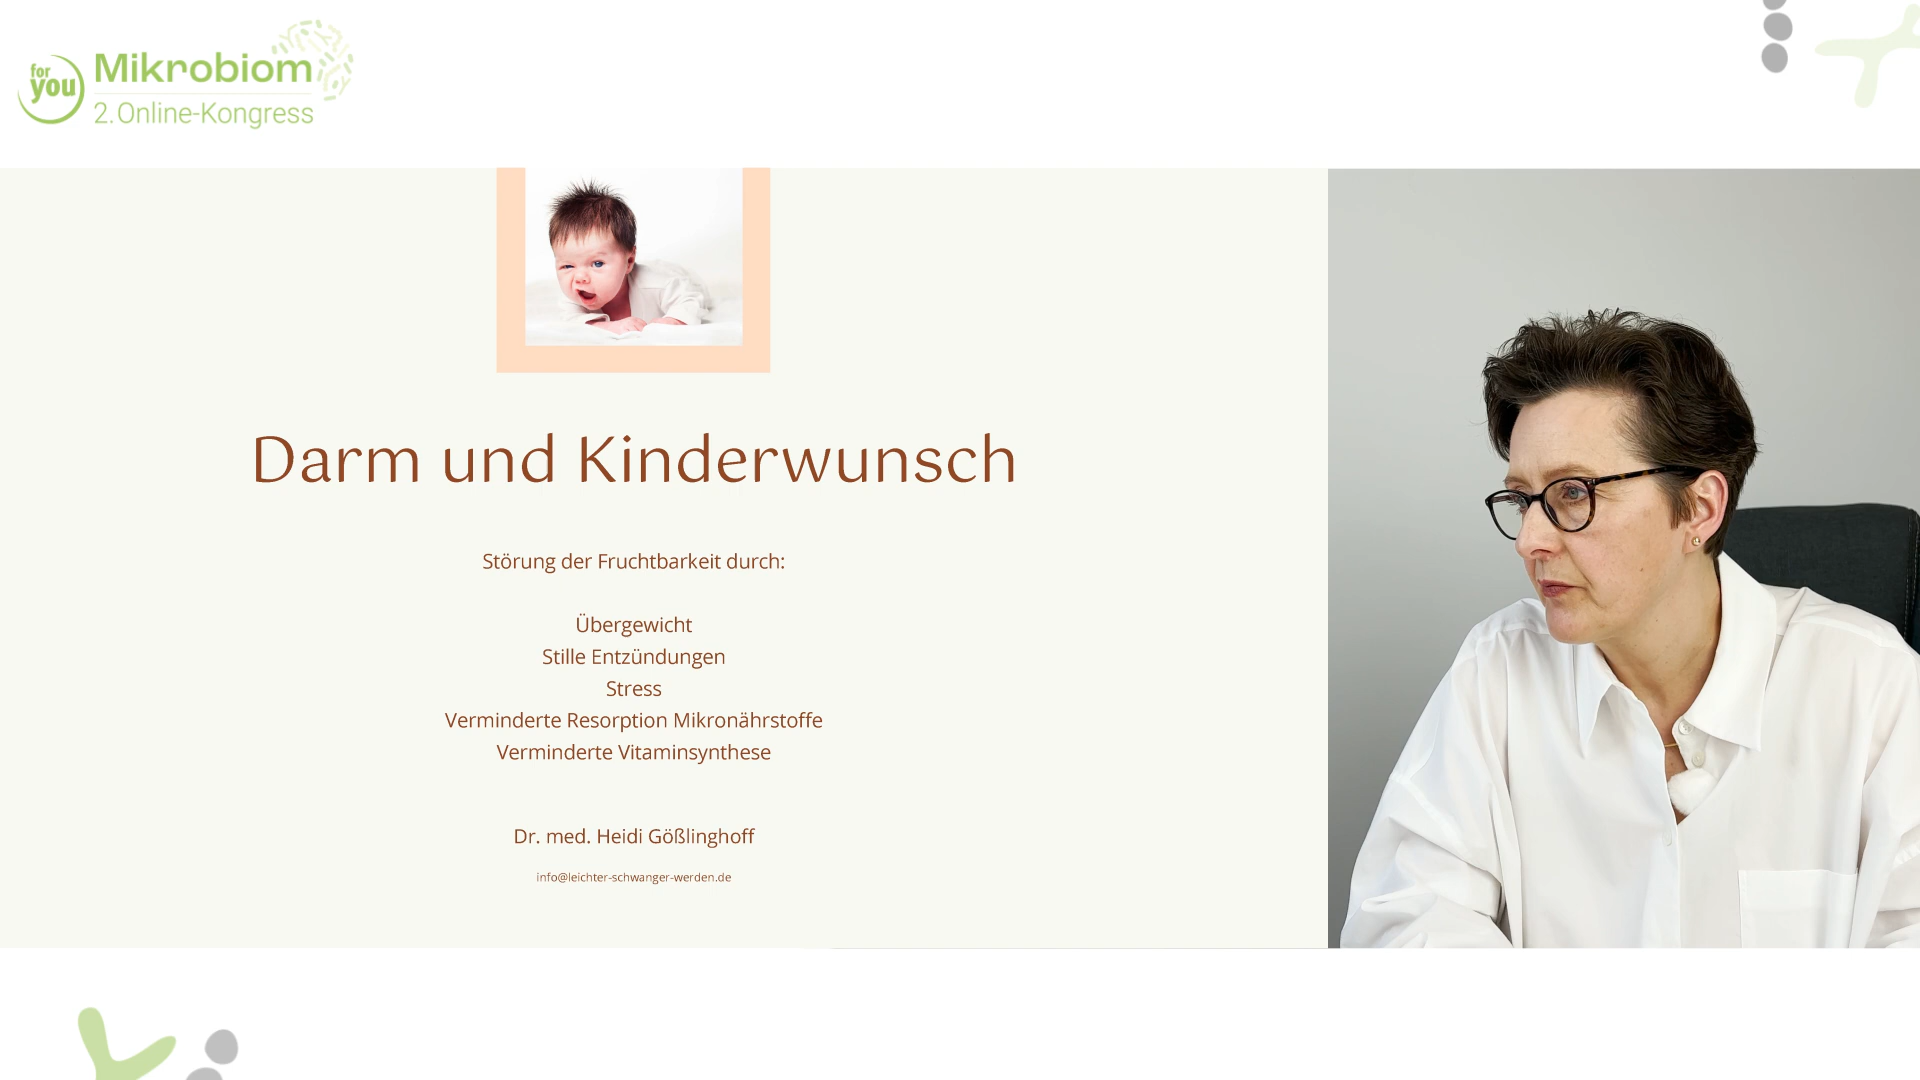 for
you
Mikrobiom
2. Online-Kongress
Darm und Kinderwunsch
Störung der Fruchtbarkeit durch:
Übergewicht
Stille Entzündungen
Stress
Verminderte Resorption Mikronährstoffe
Verminderte Vitaminsynthese
Dr. med. Heidi Gößlinghoff
info@leichter-schwanger-werden.de